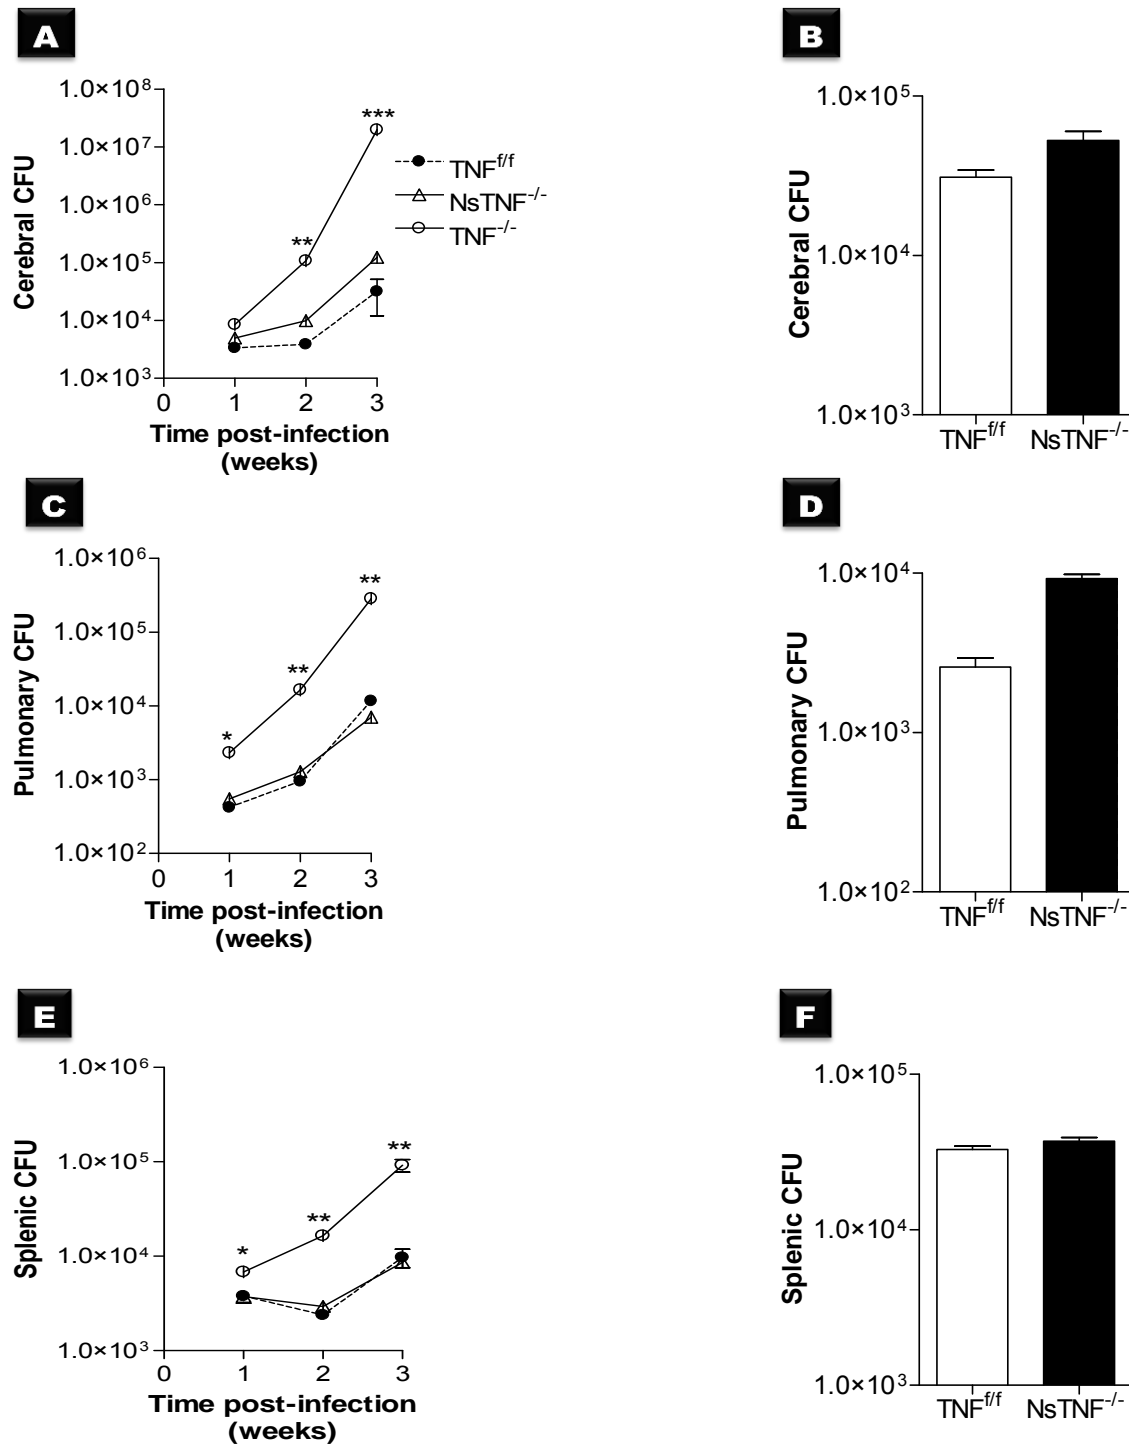 A
1.0×10⁸
1.0×10⁷
1.0×10⁶
1.0×10⁵
1.0×10⁴
1.0×10³
Cerebral CFU
0 1 2 3
Time post-infection
(weeks)
** ***
TNF^f/f
NsTNF^-/-
TNF^-/-
B
1.0×10⁵
1.0×10⁴
1.0×10³
Cerebral CFU
TNF^f/f NsTNF^-/-
C
1.0×10⁶
1.0×10⁵
1.0×10⁴
1.0×10³
1.0×10²
Pulmonary CFU
* ** **
0 1 2 3
Time post-infection
(weeks)
D
1.0×10⁴
1.0×10³
1.0×10²
Pulmonary CFU
TNF^f/f NsTNF^-/-
E
1.0×10⁶
1.0×10⁵
1.0×10⁴
1.0×10³
Splenic CFU
* ** **
0 1 2 3
Time post-infection
(weeks)
F
1.0×10⁵
1.0×10⁴
1.0×10³
Splenic CFU
TNF^f/f NsTNF^-/-